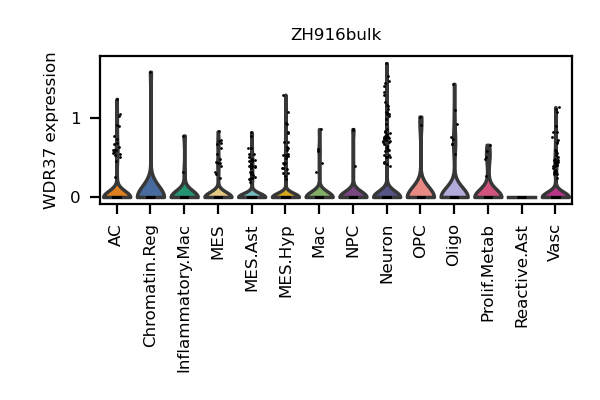 ZH916bulk
WDR37 expression
1
0
AC
Chromatin.Reg
Inflammatory.Mac
MES
MES.Ast
MES.Hyp
Mac
NPC
Neuron
OPC
Oligo
Prolif.Metab
Reactive.Ast
Vasc